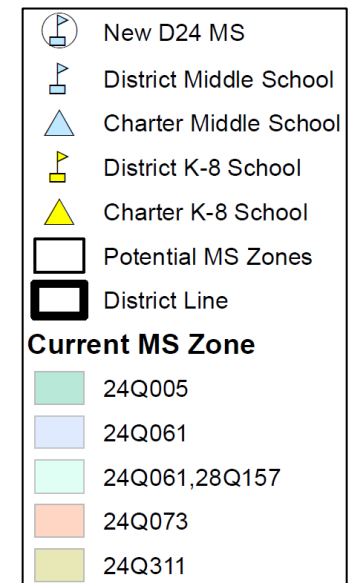 New D24 MS
District Middle School
Charter Middle School
District K-8 School
Charter K-8 School
Potential MS Zones
District Line
Current MS Zone
24Q005
24Q061
24Q061,28Q157
24Q073
24Q311